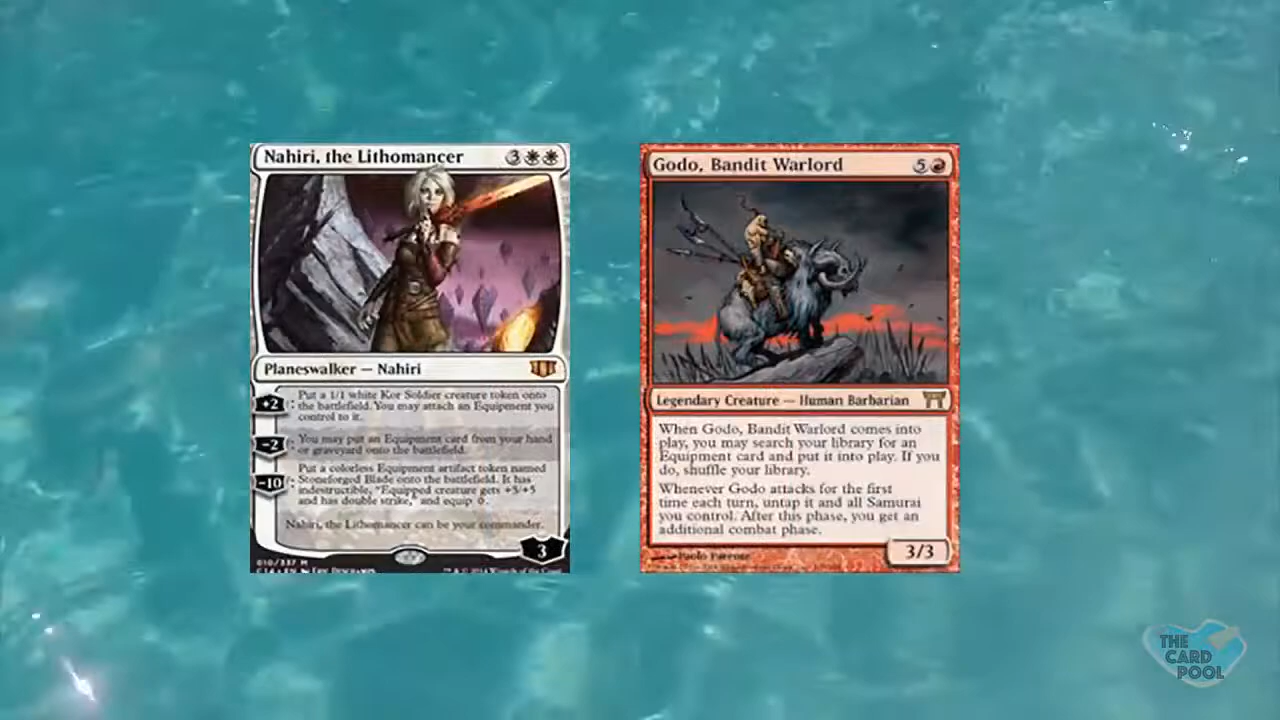 Nahiri, the Lithomancer 3
Planeswalker — Nahiri
+2: Put a 1/1 white Kor Soldier creature token onto
the battlefield. You may attach an Equipment you
control to it.
-2: You may put an Equipment card from your hand
or graveyard onto the battlefield.
-10: Put a colorless Equipment artifact token named
Stoneforged Blade onto the battlefield. It has
indestructible, "Equipped creature gets +5/+5
and has double strike," and equip 0.
Nahiri, the Lithomancer can be your commander.
3
010/337 M
Godo, Bandit Warlord 5
Legendary Creature — Human Barbarian
When Godo, Bandit Warlord comes into
play, you may search your library for an
Equipment card and put it into play. If you
do, shuffle your library.
Whenever Godo attacks for the first
time each turn, untap it and all Samurai
you control. After this phase, you get an
additional combat phase.
3/3
Paolo Parente
THE
CARD
POOL